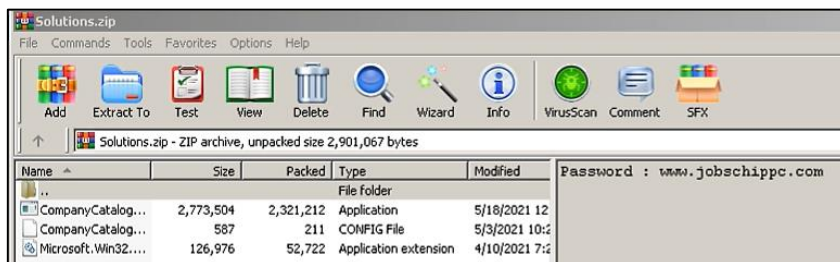 Solutions.zip
File Commands Tools Favorites Options Help
Add Extract To Test View Delete Find Wizard Info VirusScan Comment SFX
Solutions.zip - ZIP archive, unpacked size 2,901,067 bytes
Name Size Packed Type Modified
Password : www.jobschippc.com
.. File folder
CompanyCatalog... 2,773,504 2,321,212 Application 5/18/2021 12
CompanyCatalog... 587 211 CONFIG File 5/3/2021 10:2
Microsoft.Win32.... 126,976 52,722 Application extension 4/10/2021 7:2